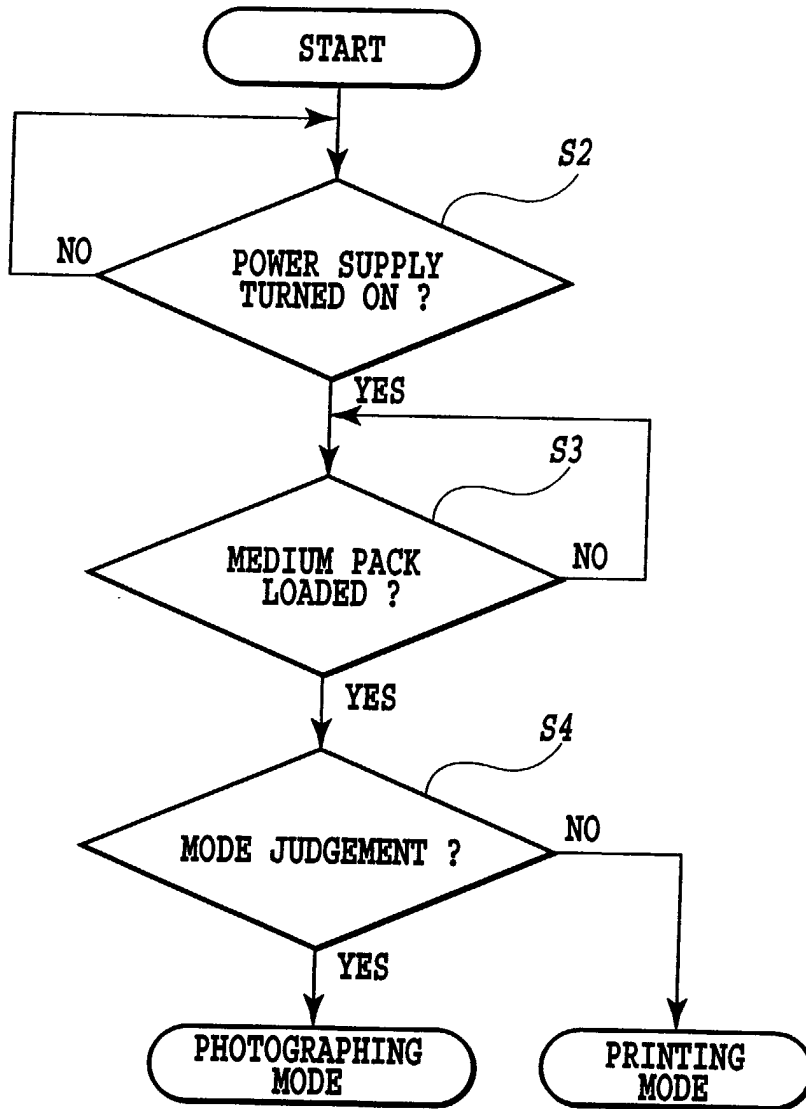 START
S2
NO
POWER SUPPLY
TURNED ON ?
YES
S3
MEDIUM PACK
LOADED ?
NO
YES
S4
MODE JUDGEMENT ?
NO
YES
PHOTOGRAPHING
MODE
PRINTING
MODE